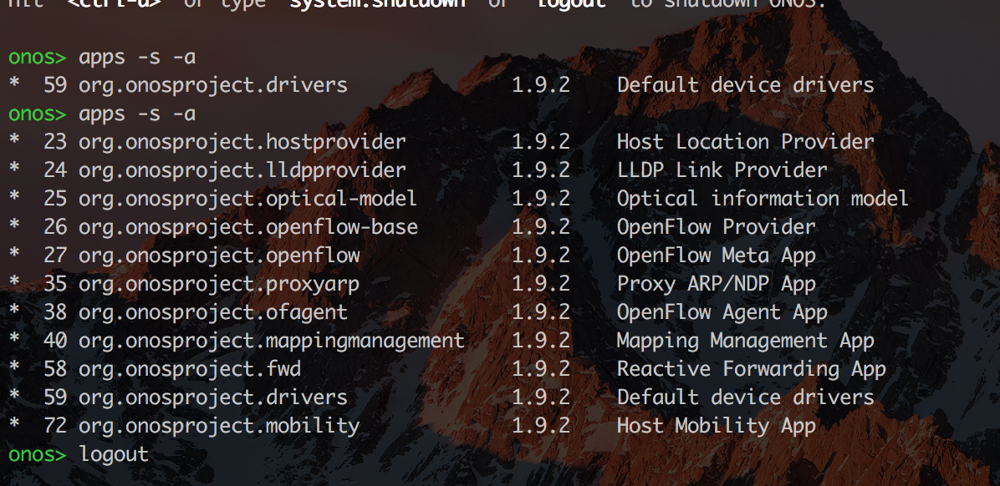 Hit '<ctrl-d>' or type 'system:shutdown' or 'logout' to shutdown ONOS.
onos> apps -s -a
*  59 org.onosproject.drivers              1.9.2    Default device drivers
onos> apps -s -a
*  23 org.onosproject.hostprovider         1.9.2    Host Location Provider
*  24 org.onosproject.lldpprovider         1.9.2    LLDP Link Provider
*  25 org.onosproject.optical-model        1.9.2    Optical information model
*  26 org.onosproject.openflow-base        1.9.2    OpenFlow Provider
*  27 org.onosproject.openflow             1.9.2    OpenFlow Meta App
*  35 org.onosproject.proxyarp             1.9.2    Proxy ARP/NDP App
*  38 org.onosproject.ofagent              1.9.2    OpenFlow Agent App
*  40 org.onosproject.mappingmanagement    1.9.2    Mapping Management App
*  58 org.onosproject.fwd                  1.9.2    Reactive Forwarding App
*  59 org.onosproject.drivers              1.9.2    Default device drivers
*  72 org.onosproject.mobility             1.9.2    Host Mobility App
onos> logout